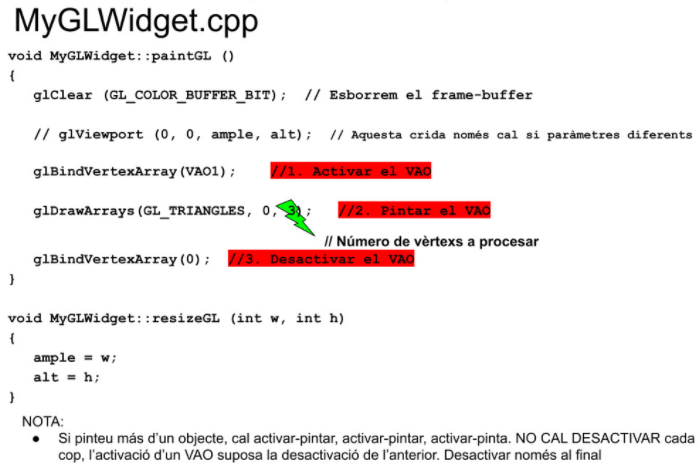 MyGLWidget.cpp
void MyGLWidget::paintGL ()
{
glClear (GL_COLOR_BUFFER_BIT); // Esborrem el frame-buffer
// glViewport (0, 0, ample, alt); // Aquesta crida només cal si paràmetres diferents
glBindVertexArray(VAO1); //1. Activar el VAO
glDrawArrays(GL_TRIANGLES, 0, 3); //2. Pintar el VAO
// Número de vèrtexs a procesar
glBindVertexArray(0); //3. Desactivar el VAO
}
void MyGLWidget::resizeGL (int w, int h)
{
ample = w;
alt = h;
}
NOTA:
● Si pinteu más d’un objecte, cal activar-pintar, activar-pintar, activar-pinta. NO CAL DESACTIVAR cada
cop, l’activació d’un VAO suposa la desactivació de l’anterior. Desactivar només al final